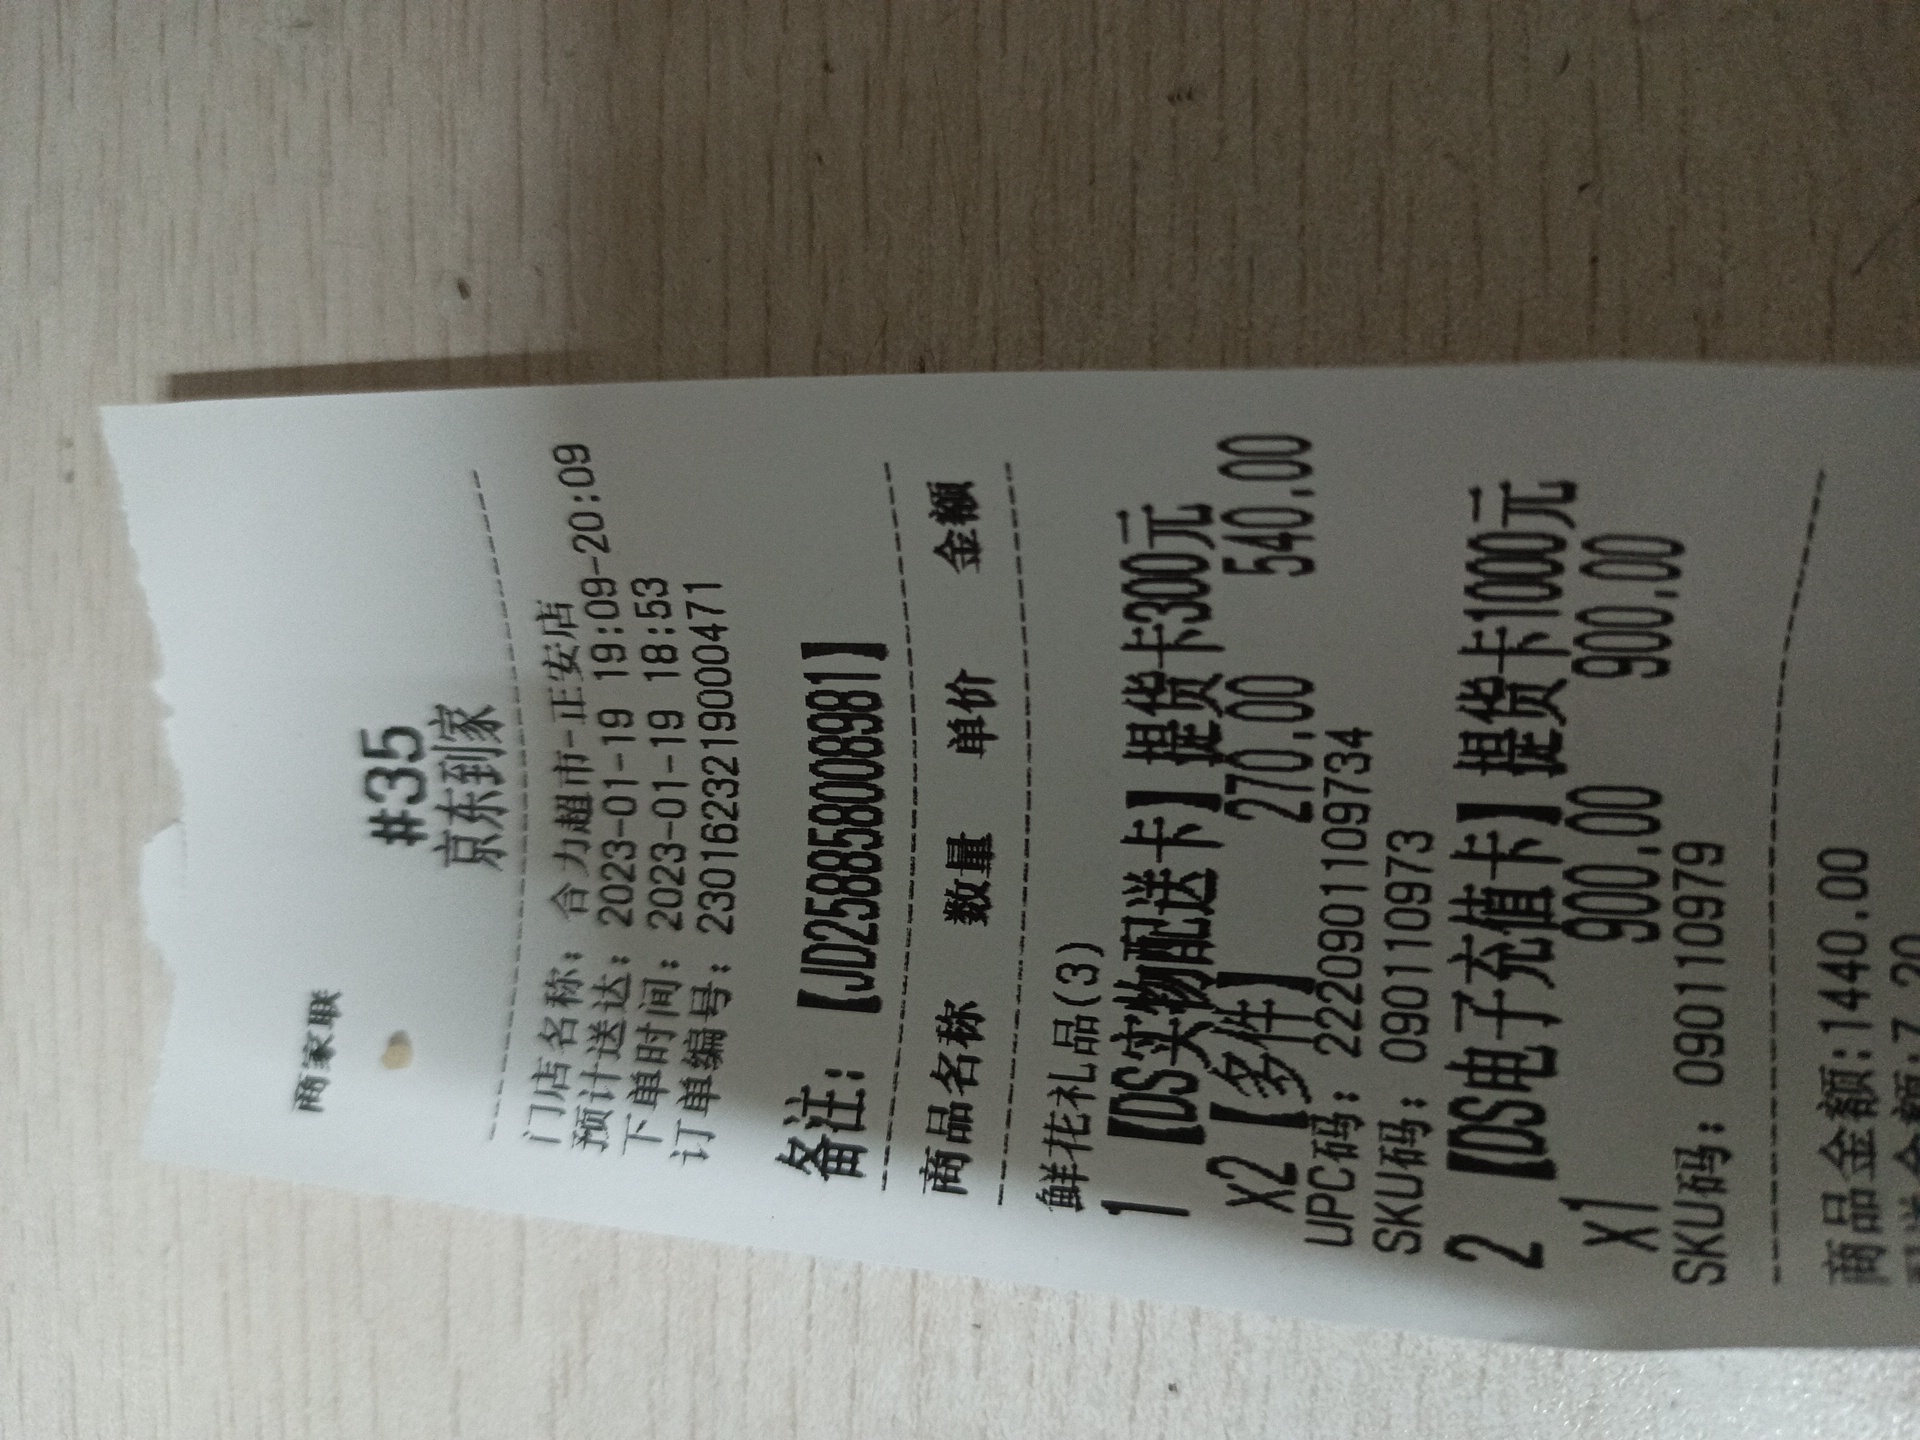 商家联
#35
京东到家
门店名称: 合力超市-正安店
预计送达: 2023-01-19 19:09-20:09
下单时间: 2023-01-19 18:53
订单编号: 2301623219000471
备注: 【JD2588580008981】
商品名称 数量 单价 金额
鲜花礼品(3)
1 【DS实物配送卡】提货卡300元
x2【多件】 270.00 540.00
UPC码: 2220901109734
SKU码: 090110973
2 【DS电子充值卡】提货卡1000元
x1 900.00 900.00
SKU码: 090110979
商品金额:1440.00